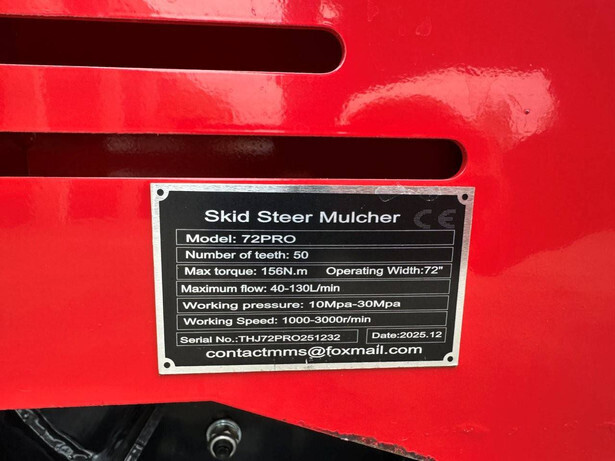 Skid Steer Mulcher CE
Model: 72PRO
Number of teeth: 50
Max torque: 156N.m Operating Width:72"
Maximum flow: 40-130L/min
Working pressure: 10Mpa-30Mpa
Working Speed: 1000-3000r/min
Serial No.:THJ72PRO251232 Date:2025.12
contactmms@foxmail.com